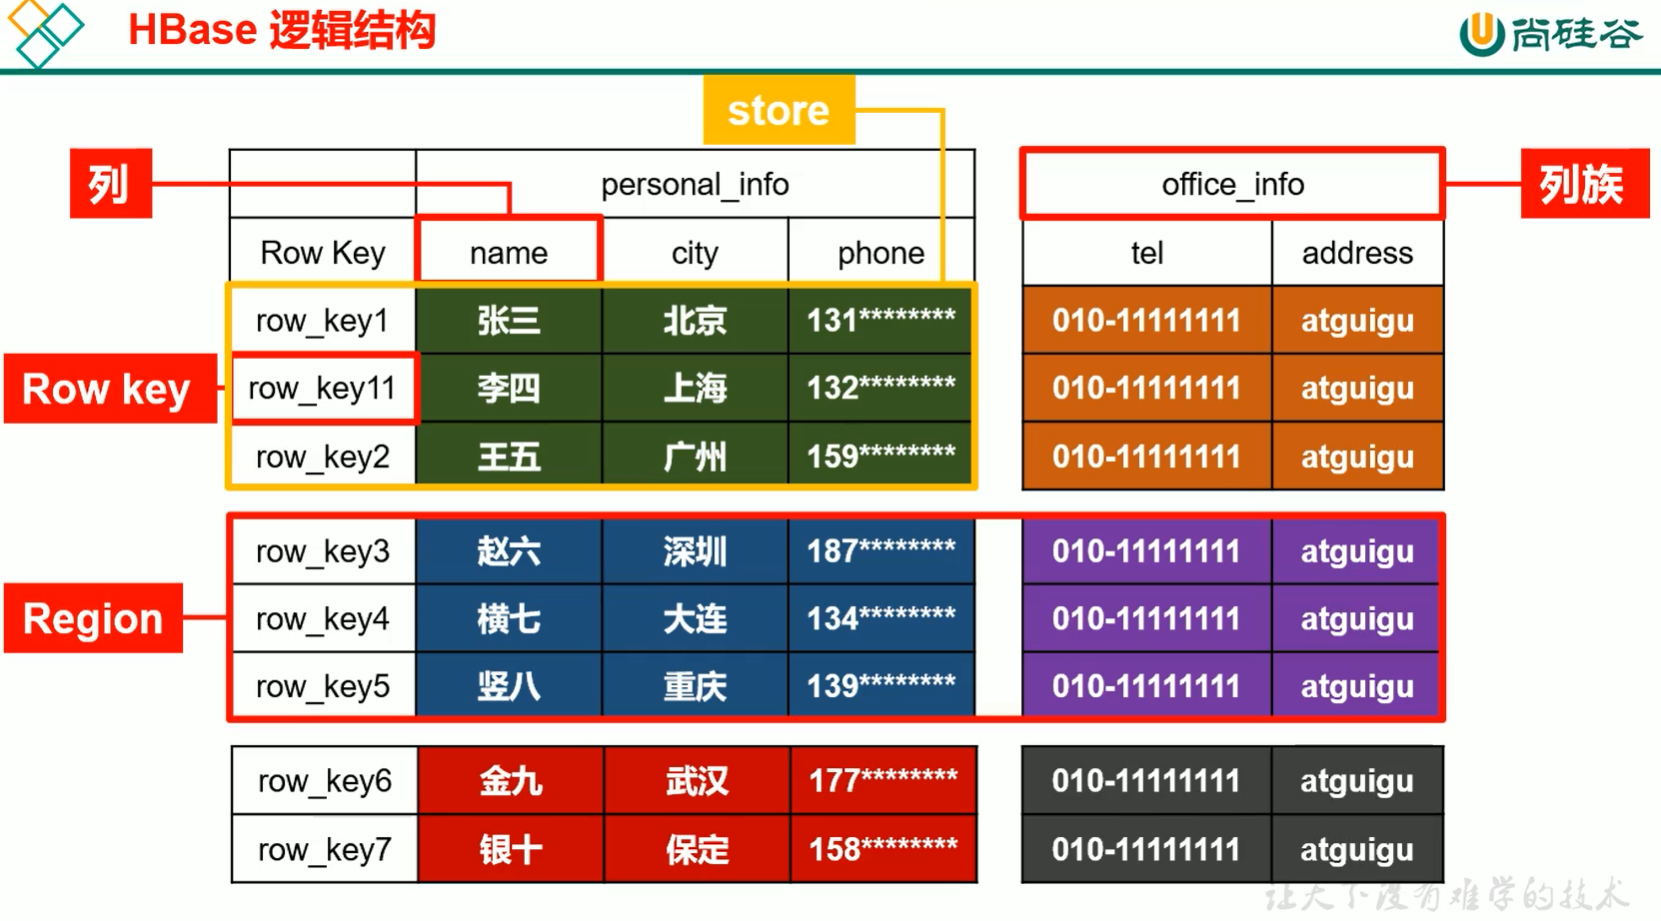 HBase 逻辑结构
尚硅谷
store
列
personal_info
office_info
列族
Row Key name city phone tel address
row_key1 张三 北京 131******** 010-11111111 atguigu
Row key
row_key11 李四 上海 132******** 010-11111111 atguigu
row_key2 王五 广州 159******** 010-11111111 atguigu
row_key3 赵六 深圳 187******** 010-11111111 atguigu
Region
row_key4 横七 大连 134******** 010-11111111 atguigu
row_key5 竖八 重庆 139******** 010-11111111 atguigu
row_key6 金九 武汉 177******** 010-11111111 atguigu
row_key7 银十 保定 158******** 010-11111111 atguigu
让天下没有难学的技术